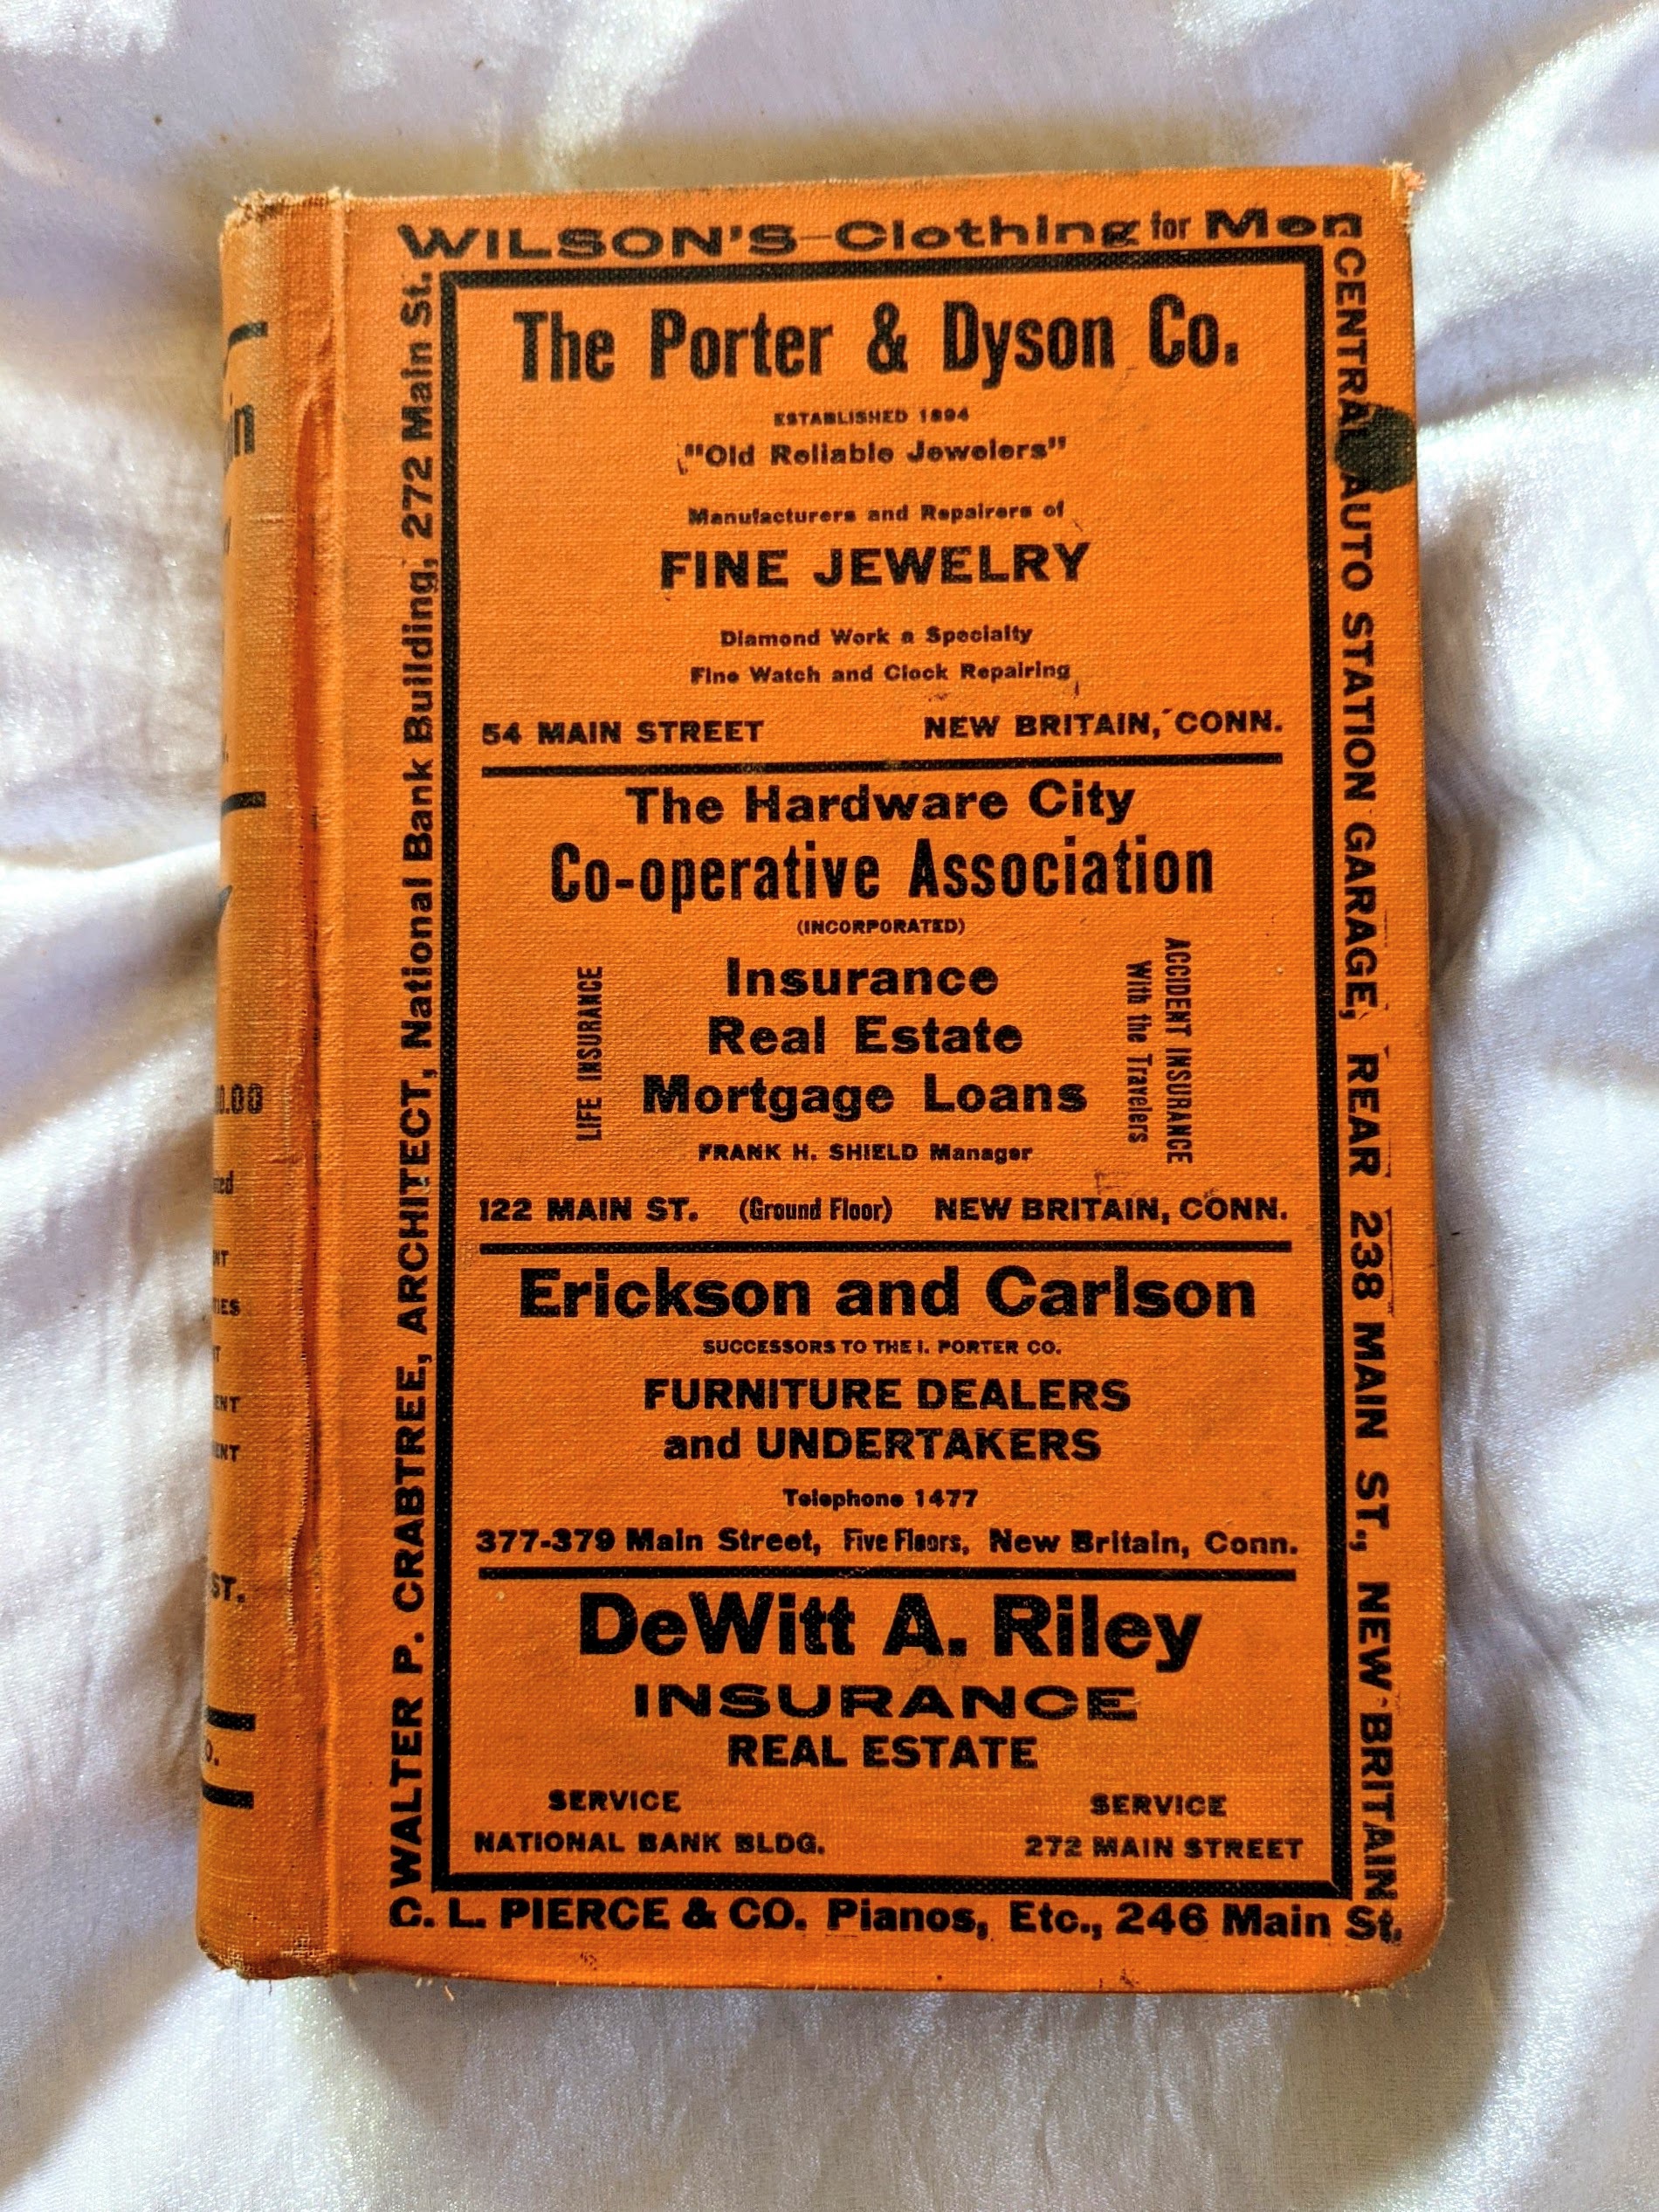 WILSON'S-Clothing for Men
WALTER P. CRABTREE, ARCHITECT, National Bank Building, 272 Main St.
The Porter & Dyson Co.
ESTABLISHED 1894
"Old Reliable Jewelers"
Manufacturers and Repairers of
FINE JEWELRY
Diamond Work a Specialty
Fine Watch and Clock Repairing
54 MAIN STREET NEW BRITAIN, CONN.
The Hardware City
Co-operative Association
(INCORPORATED)
LIFE INSURANCE
Insurance
Real Estate
Mortgage Loans
ACCIDENT INSURANCE
With the Travelers
FRANK H. SHIELD Manager
122 MAIN ST. (Ground Floor) NEW BRITAIN, CONN.
Erickson and Carlson
SUCCESSORS TO THE I. PORTER CO.
FURNITURE DEALERS
and UNDERTAKERS
Telephone 1477
377-379 Main Street, Five Floors, New Britain, Conn.
DeWitt A. Riley
INSURANCE
REAL ESTATE
SERVICE SERVICE
NATIONAL BANK BLDG. 272 MAIN STREET
CENTRAL AUTO STATION GARAGE, REAR 238 MAIN ST., NEW BRITAIN
C. L. PIERCE & CO. Pianos, Etc., 246 Main St.
ST.